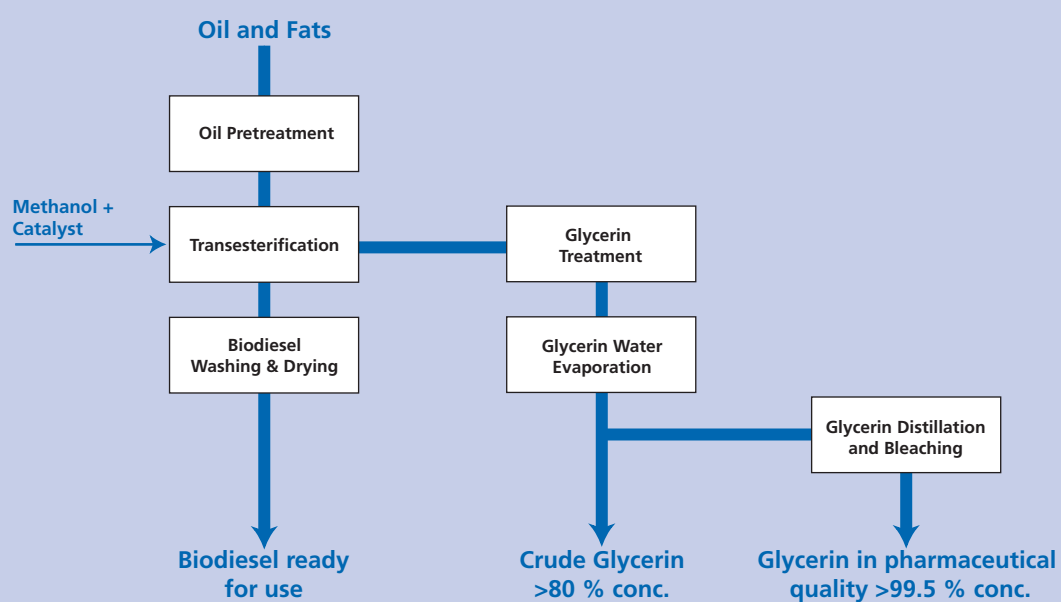 Oil and Fats
Oil Pretreatment
Methanol +
Catalyst
Transesterification
Glycerin
Treatment
Biodiesel
Washing & Drying
Glycerin Water
Evaporation
Glycerin Distillation
and Bleaching
Biodiesel ready
for use
Crude Glycerin
>80 % conc.
Glycerin in pharmaceutical
quality >99.5 % conc.